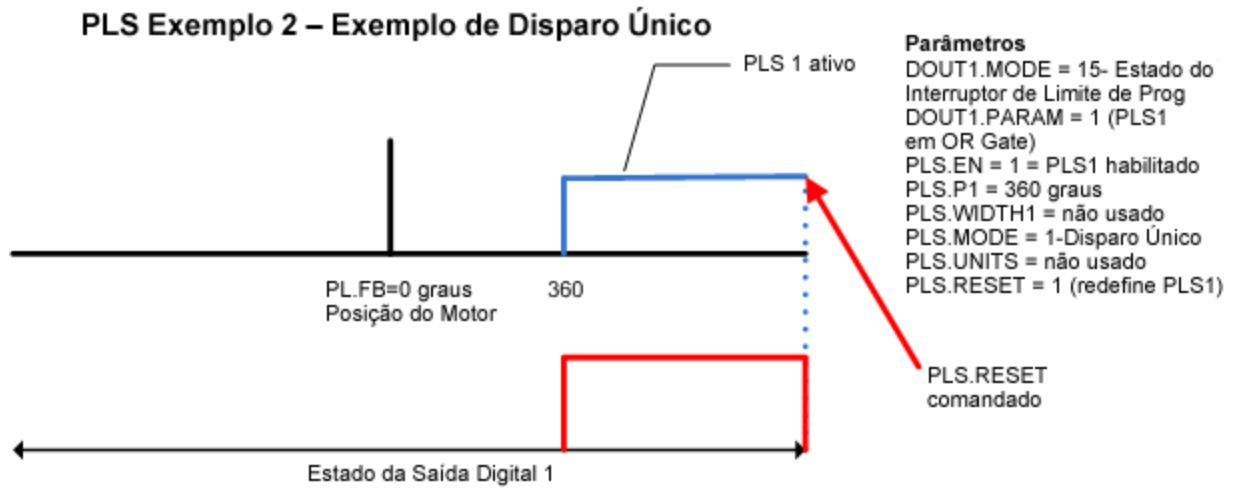 PLS Exemplo 2 – Exemplo de Disparo Único
PLS 1 ativo
Parâmetros
DOUT1.MODE = 15- Estado do
Interruptor de Limite de Prog
DOUT1.PARAM = 1 (PLS1
em OR Gate)
PLS.EN = 1 = PLS1 habilitado
PLS.P1 = 360 graus
PLS.WIDTH1 = não usado
PLS.MODE = 1-Disparo Único
PLS.UNITS = não usado
PLS.RESET = 1 (redefine PLS1)
PL.FB=0 graus
Posição do Motor
360
PLS.RESET
comandado
Estado da Saída Digital 1